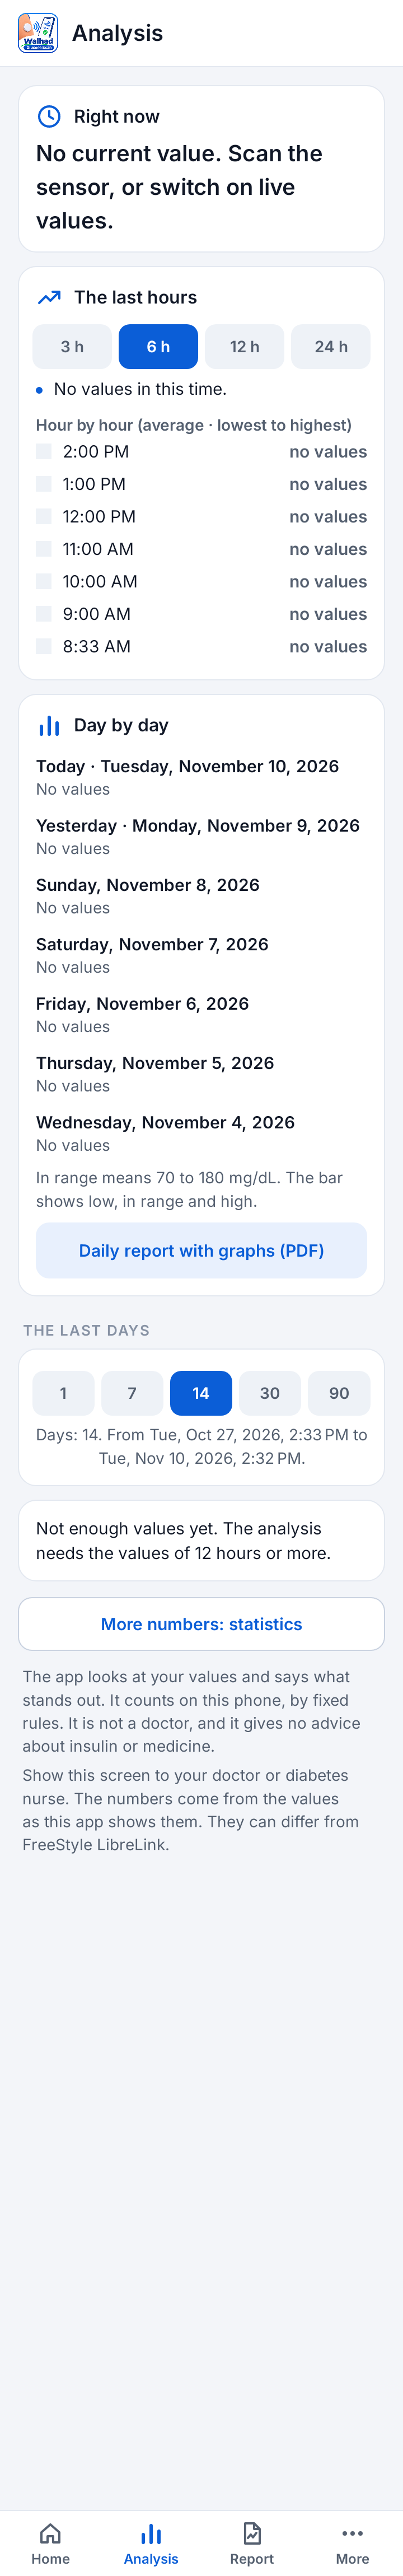 Walhad
Glucose Scan
Analysis
Right now
No current value. Scan the
sensor, or switch on live
values.
The last hours
3 h
6 h
12 h
24 h
No values in this time.
Hour by hour (average · lowest to highest)
2:00 PM no values
1:00 PM no values
12:00 PM no values
11:00 AM no values
10:00 AM no values
9:00 AM no values
8:33 AM no values
Day by day
Today · Tuesday, November 10, 2026
No values
Yesterday · Monday, November 9, 2026
No values
Sunday, November 8, 2026
No values
Saturday, November 7, 2026
No values
Friday, November 6, 2026
No values
Thursday, November 5, 2026
No values
Wednesday, November 4, 2026
No values
In range means 70 to 180 mg/dL. The bar
shows low, in range and high.
Daily report with graphs (PDF)
THE LAST DAYS
1
7
14
30
90
Days: 14. From Tue, Oct 27, 2026, 2:33 PM to
Tue, Nov 10, 2026, 2:32 PM.
Not enough values yet. The analysis
needs the values of 12 hours or more.
More numbers: statistics
The app looks at your values and says what
stands out. It counts on this phone, by fixed
rules. It is not a doctor, and it gives no advice
about insulin or medicine.
Show this screen to your doctor or diabetes
nurse. The numbers come from the values
as this app shows them. They can differ from
FreeStyle LibreLink.
Home
Analysis
Report
More